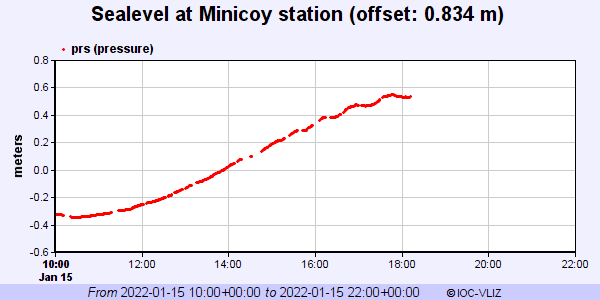 Sealevel at Minicoy station (offset: 0.834 m)
prs (pressure)
meters
0.8
0.6
0.4
0.2
0.0
-0.2
-0.4
-0.6
10:00 12:00 14:00 16:00 18:00 20:00 22:00
Jan 15
From 2022-01-15 10:00+00:00 to 2022-01-15 22:00+00:00 © IOC-VLIZ